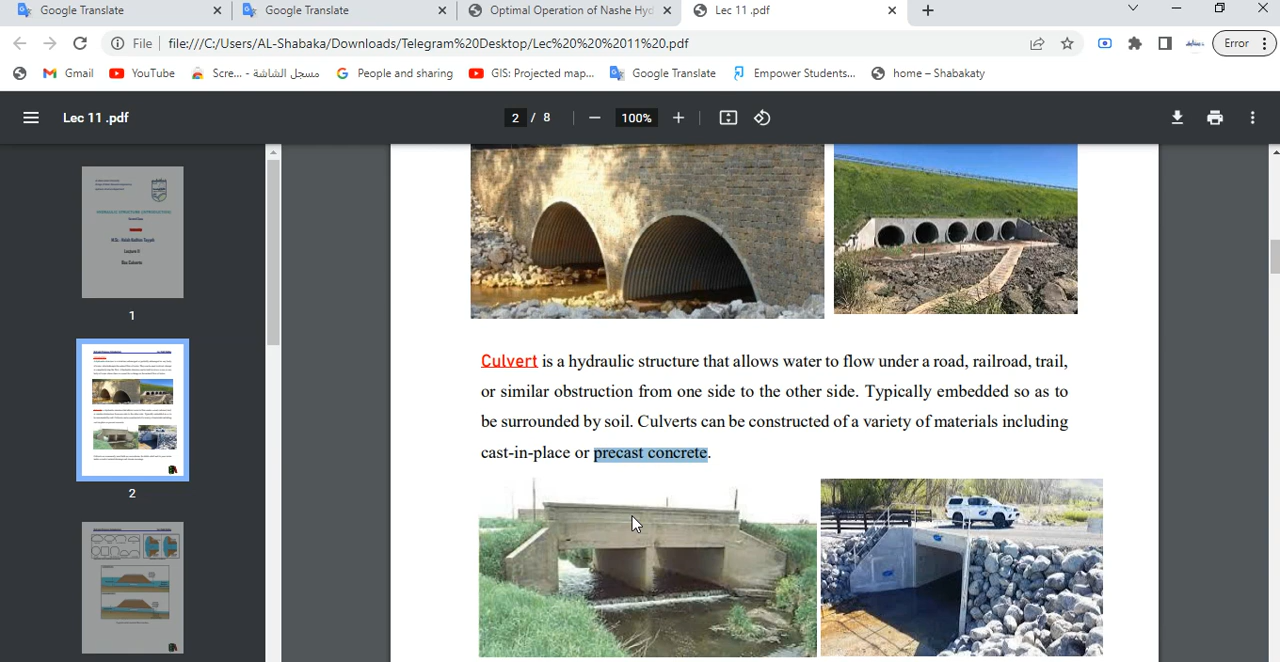 Google Translate
Google Translate
Optimal Operation of Nashe Hyd
Lec 11 .pdf
File
file:///C:/Users/AL-Shabaka/Downloads/Telegram%20Desktop/Lec%20%20%2011%20.pdf
Error
Gmail
YouTube
Scre... - مسجل الشاشة
People and sharing
GIS: Projected map...
Google Translate
Empower Students...
home – Shabakaty
Lec 11 .pdf
2 / 8
100%
1
2
Culvert is a hydraulic structure that allows water to flow under a road, railroad, trail,
or similar obstruction from one side to the other side. Typically embedded so as to
be surrounded by soil. Culverts can be constructed of a variety of materials including
cast-in-place or precast concrete.